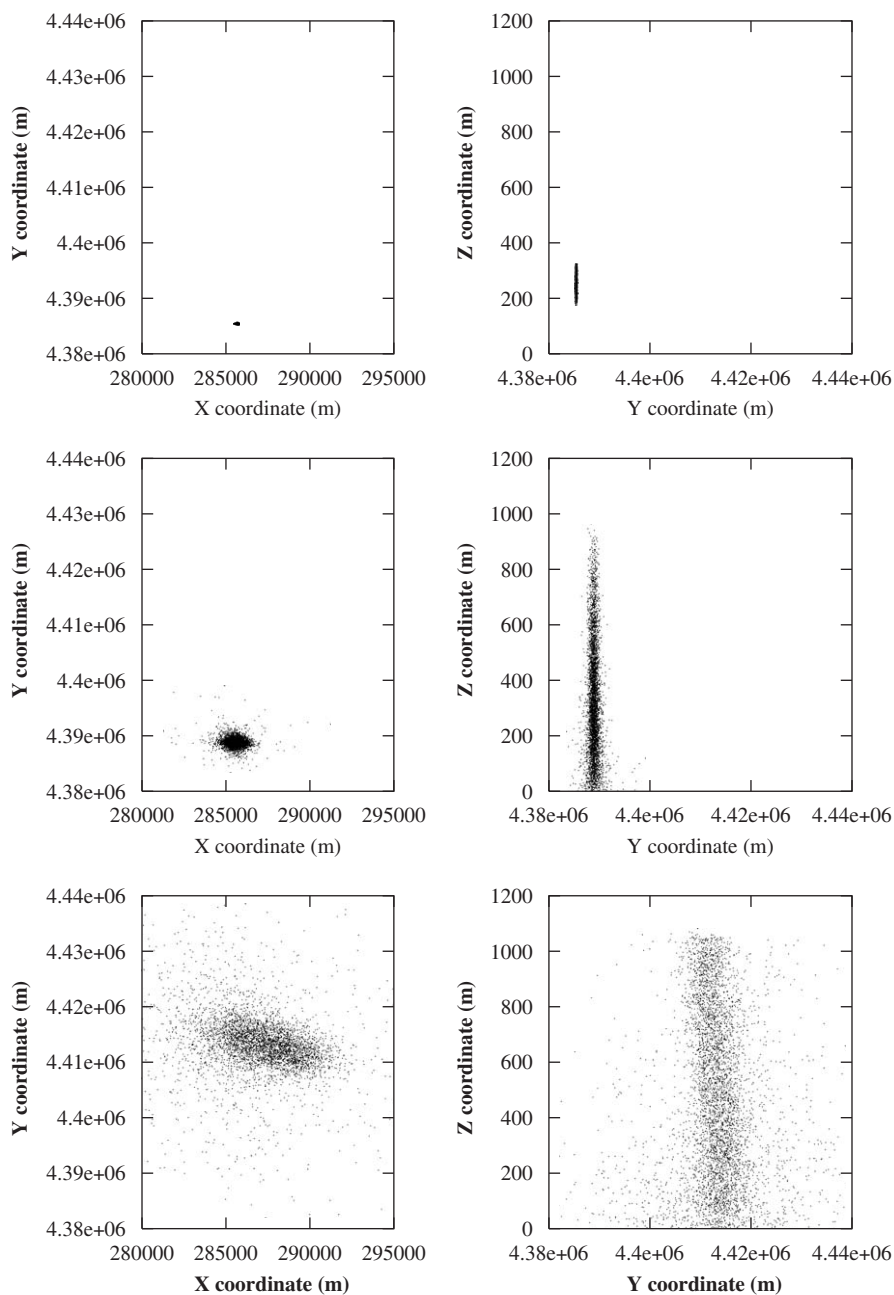 4.44e+06
4.43e+06
4.42e+06
4.41e+06
4.4e+06
4.39e+06
4.38e+06
Y coordinate (m)
280000 285000 290000 295000
X coordinate (m)
1200
1000
800
600
400
200
0
Z coordinate (m)
4.38e+06 4.4e+06 4.42e+06 4.44e+06
Y coordinate (m)
4.44e+06
4.43e+06
4.42e+06
4.41e+06
4.4e+06
4.39e+06
4.38e+06
Y coordinate (m)
280000 285000 290000 295000
X coordinate (m)
1200
1000
800
600
400
200
0
Z coordinate (m)
4.38e+06 4.4e+06 4.42e+06 4.44e+06
Y coordinate (m)
4.44e+06
4.43e+06
4.42e+06
4.41e+06
4.4e+06
4.39e+06
4.38e+06
Y coordinate (m)
280000 285000 290000 295000
X coordinate (m)
1200
1000
800
600
400
200
0
Z coordinate (m)
4.38e+06 4.4e+06 4.42e+06 4.44e+06
Y coordinate (m)